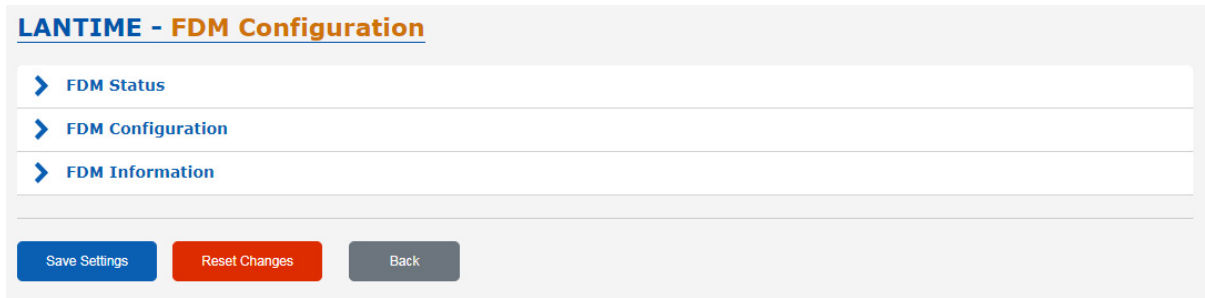 LANTIME - FDM Configuration
FDM Status
FDM Configuration
FDM Information
Save Settings Reset Changes Back